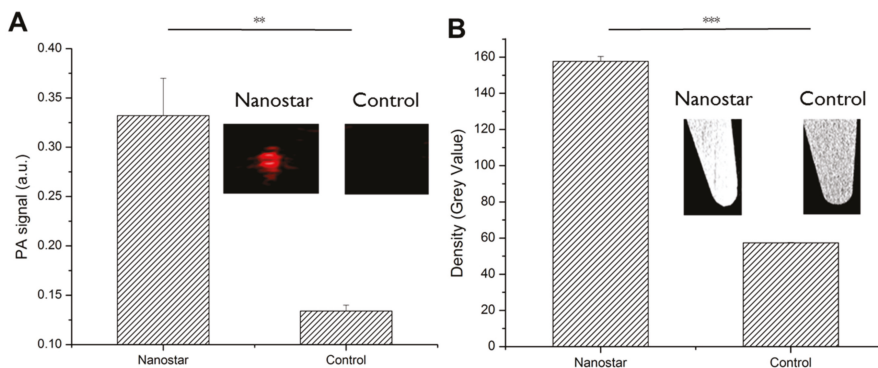 A
**
0.40
0.35
0.30
0.25
0.20
0.15
0.10
PA signal (a.u.)
Nanostar Control
Nanostar Control
B
***
160
140
120
100
80
60
40
20
0
Density (Grey Value)
Nanostar Control
Nanostar Control